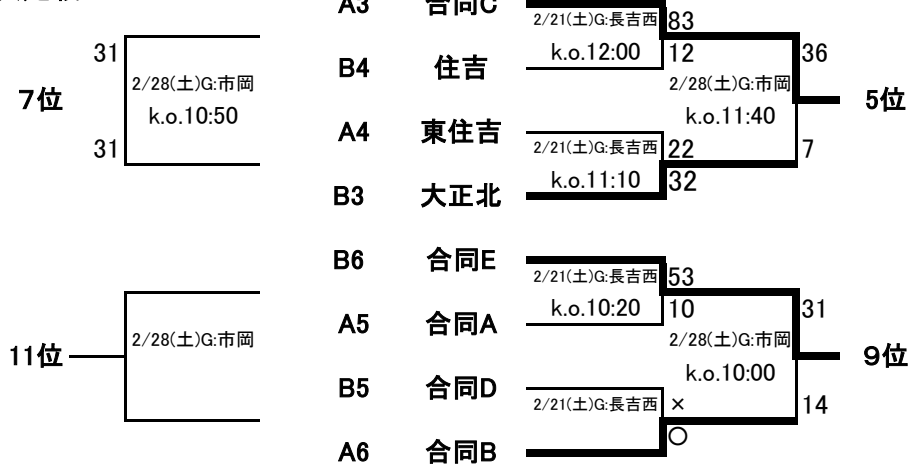 A3 合同C
2/21(土)G:長吉西 83
31
k.o.12:00 12
36
B4 住吉
2/28(土)G:市岡
2/28(土)G:市岡
7位
k.o.10:50
k.o.11:40
5位
A4 東住吉
31
2/21(土)G:長吉西 22
7
k.o.11:10 32
B3 大正北
B6 合同E
2/21(土)G:長吉西 53
k.o.10:20 10
31
A5 合同A
2/28(土)G:市岡
2/28(土)G:市岡
11位
9位
k.o.10:00
B5 合同D
2/21(土)G:長吉西 ×
14
○
A6 合同B